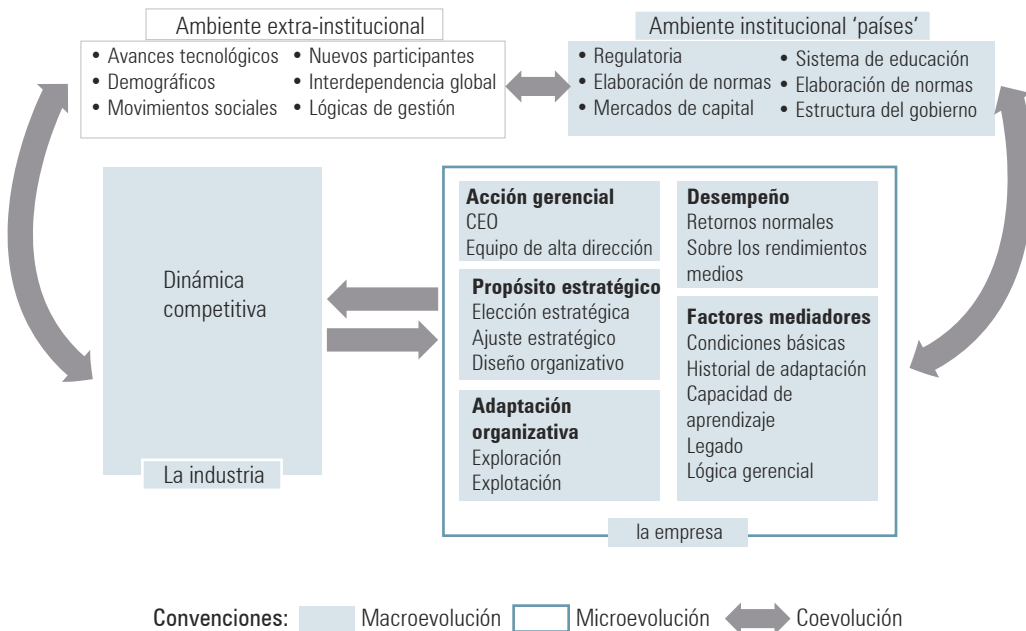 Ambiente extra-institucional
• Avances tecnológicos
• Demográficos
• Movimientos sociales
• Nuevos participantes
• Interdependencia global
• Lógicas de gestión
Ambiente institucional ‘países’
• Regulatoria
• Elaboración de normas
• Mercados de capital
• Sistema de educación
• Elaboración de normas
• Estructura del gobierno
Dinámica
competitiva
La industria
Acción gerencial
CEO
Equipo de alta dirección
Propósito estratégico
Elección estratégica
Ajuste estratégico
Diseño organizativo
Adaptación
organizativa
Exploración
Explotación
Desempeño
Retornos normales
Sobre los rendimientos
medios
Factores mediadores
Condiciones básicas
Historial de adaptación
Capacidad de
aprendizaje
Legado
Lógica gerencial
la empresa
Convenciones: Macroevolución Microevolución Coevolución